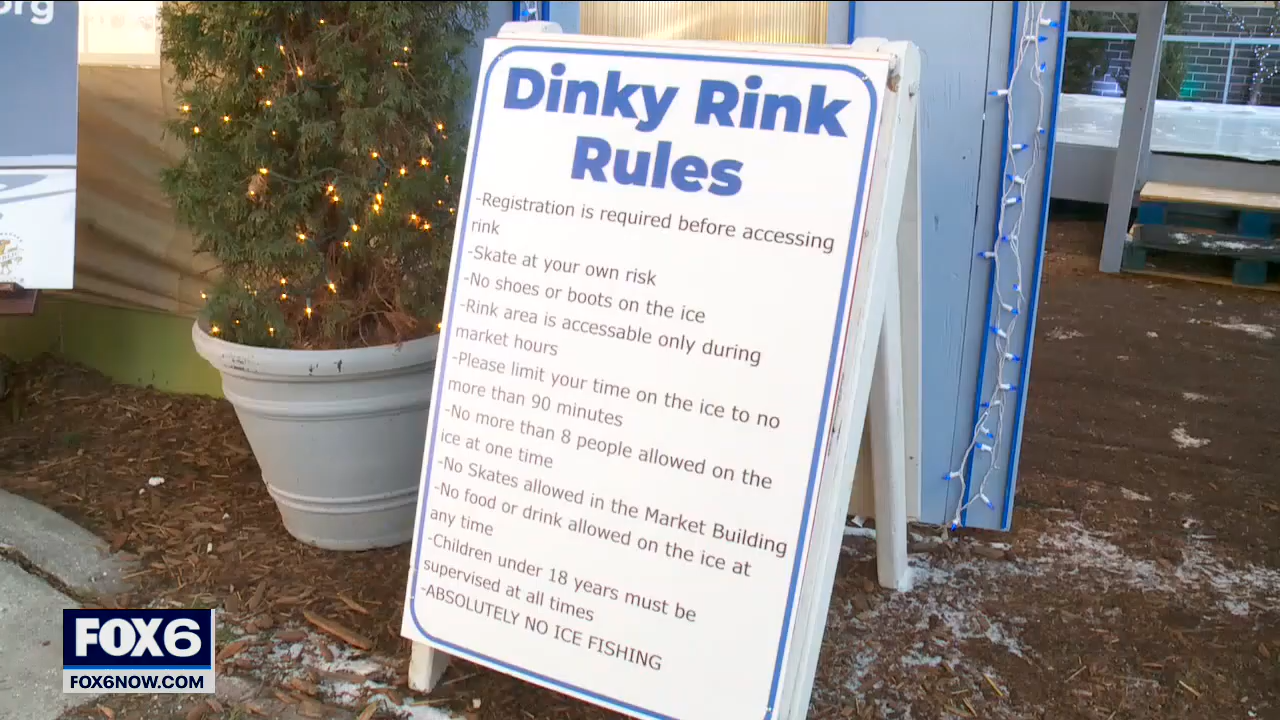 org
Dinky Rink
Rules
-Registration is required before accessing
rink
-Skate at your own risk
-No shoes or boots on the ice
-Rink area is accessable only during
market hours
-Please limit your time on the ice to no
more than 90 minutes
-No more than 8 people allowed on the
ice at one time
-No Skates allowed in the Market Building
-No food or drink allowed on the ice at
any time
-Children under 18 years must be
supervised at all times
-ABSOLUTELY NO ICE FISHING
FOX6
FOX6NOW.COM